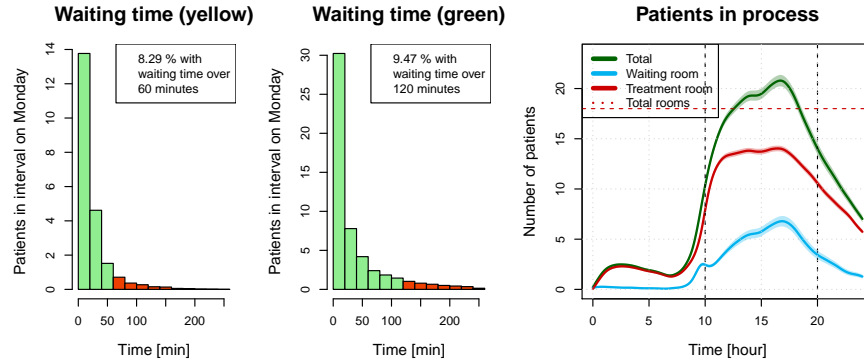 Waiting time (yellow)
Patients in interval on Monday
14
12
10
8
6
4
2
0
8.29 % with
waiting time over
60 minutes
0
50
100
200
Time [min]
Waiting time (green)
Patients in interval on Monday
30
25
20
15
10
5
0
9.47 % with
waiting time over
120 minutes
0
50
100
200
Time [min]
Patients in process
Number of patients
20
15
10
5
0
Total
Waiting room
Treatment room
Total rooms
0
5
10
15
20
Time [hour]